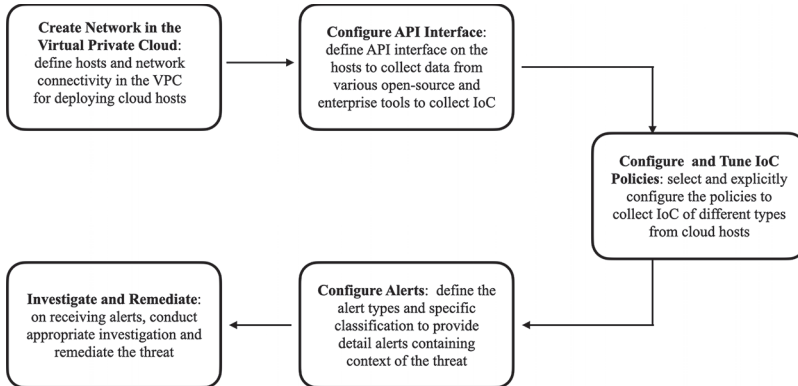 Create Network in the
Virtual Private Cloud:
define hosts and network
connectivity in the VPC
for deploying cloud hosts
Configure API Interface:
define API interface on the
hosts to collect data from
various open-source and
enterprise tools to collect IoC
Configure and Tune IoC
Policies: select and explicitly
configure the policies to
collect IoC of different types
from cloud hosts
Configure Alerts: define the
alert types and specific
classification to provide
detail alerts containing
context of the threat
Investigate and Remediate:
on receiving alerts, conduct
appropriate investigation and
remediate the threat